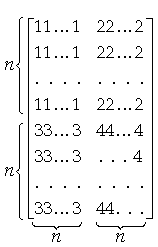 11...1 22...2
11...1 22...2
. . . . . . . .
n
11...1 22...2
33...3 44...4
33...3 . . . 4
n
. . . . . . . .
33...3 44. . .
n n